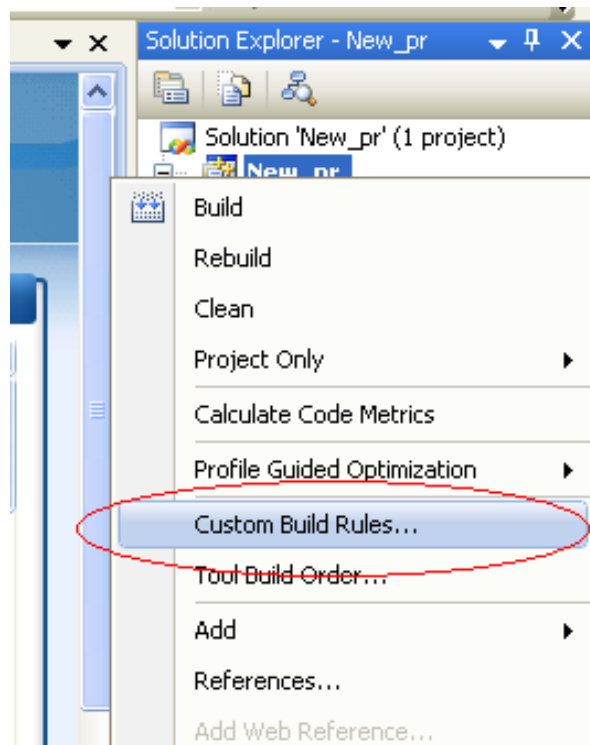 Solution Explorer - New_pr
Solution 'New_pr' (1 project)
New_pr
Build
Rebuild
Clean
Project Only
Calculate Code Metrics
Profile Guided Optimization
Custom Build Rules...
Tool Build Order...
Add
References...
Add Web Reference...